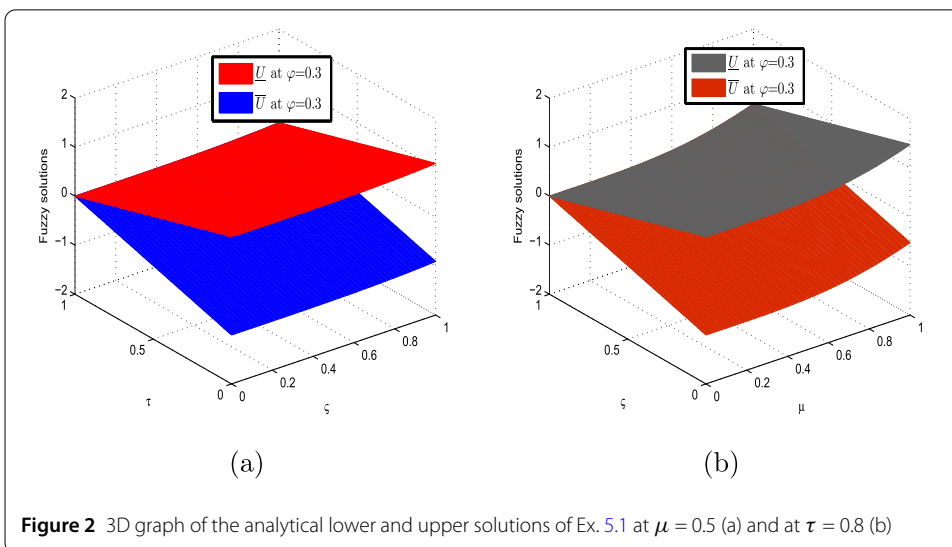 U at φ=0.3
U at φ=0.3
Fuzzy solutions
2
1
0
−1
−2
1
0.5
0
τ
0
0.2
0.4
0.6
0.8
1
ς
(a)
U at φ=0.3
U at φ=0.3
Fuzzy solutions
2
1
0
−1
−2
1
0.5
0
ς
0
0.2
0.4
0.6
0.8
1
μ
(b)
Figure 2 3D graph of the analytical lower and upper solutions of Ex. 5.1 at μ = 0.5 (a) and at τ = 0.8 (b)